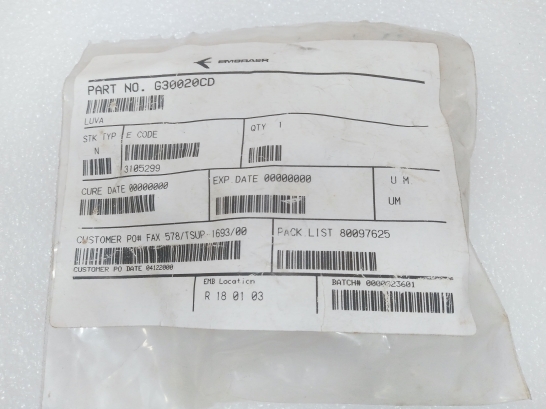 EMBRAER
PART NO. G30020CD
LUVA
STK TYP E CODE
N
3105299
QTY 1
CURE DATE 00000000
EXP DATE 00000000
U M
UM
CUSTOMER PO# FAX 578/TSUP-1693/00
CUSTOMER PO DATE 04122000
PACK LIST 80097625
EMB Location
R 18 01 03
BATCH# 0000823601